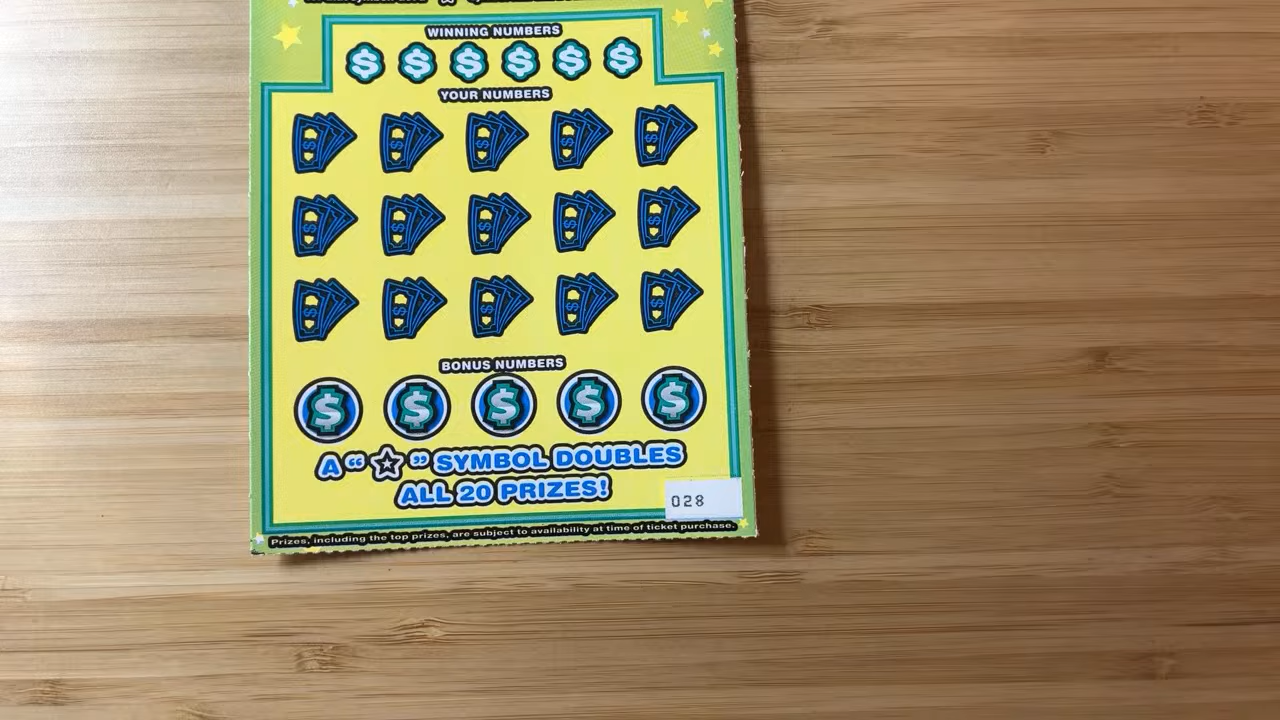 WINNING NUMBERS
$ $ $ $ $ $
YOUR NUMBERS
$ $ $ $ $
$ $ $ $ $
$ $ $ $ $
BONUS NUMBERS
$ $ $ $ $
A “☆” SYMBOL DOUBLES
ALL 20 PRIZES!
028
Prizes, including the top prizes, are subject to availability at time of ticket purchase.